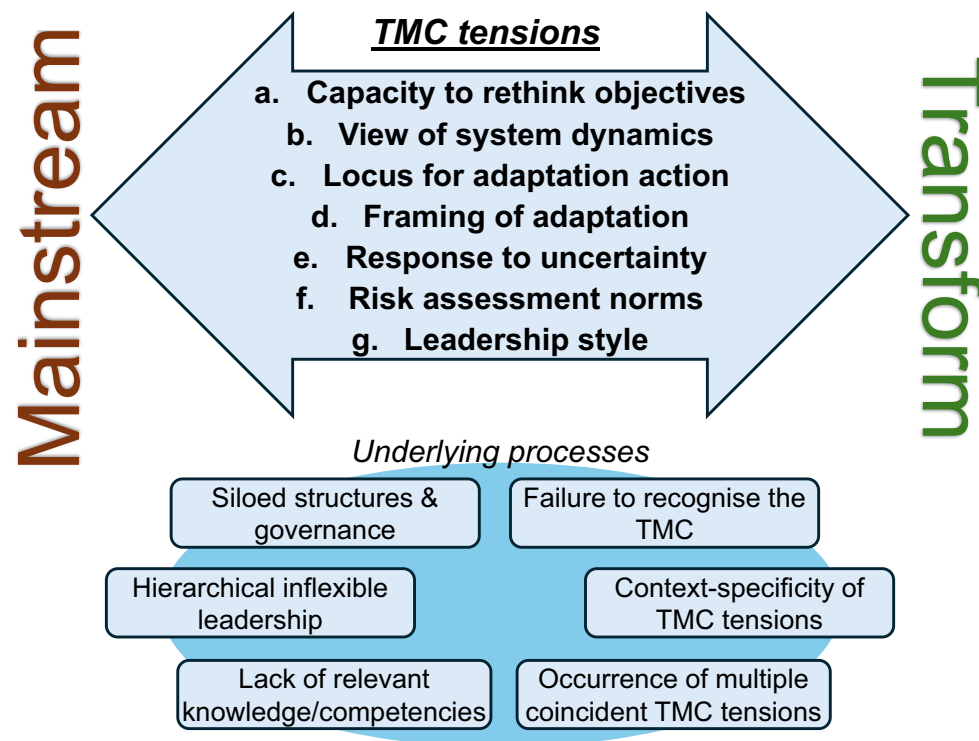 Mainstream
TMC tensions
a. Capacity to rethink objectives
b. View of system dynamics
c. Locus for adaptation action
d. Framing of adaptation
e. Response to uncertainty
f. Risk assessment norms
g. Leadership style
Transform
Underlying processes
Siloed structures &
governance
Failure to recognise the
TMC
Hierarchical inflexible
leadership
Context-specificity of
TMC tensions
Lack of relevant
knowledge/competencies
Occurrence of multiple
coincident TMC tensions